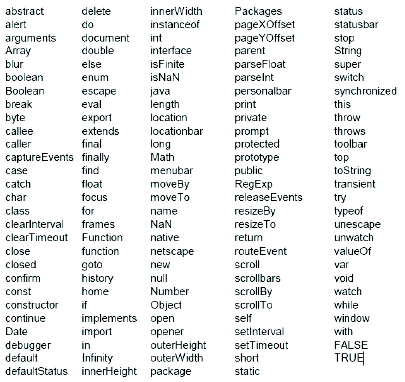 abstract delete innerWidth Packages status
alert do instanceof pageXOffset statusbar
arguments document int pageYOffset stop
Array double interface parent String
blur else isFinite parseFloat super
boolean enum isNaN parseInt switch
Boolean escape java personalbar synchronized
break eval length print this
byte export location private throw
callee extends locationbar prompt throws
caller final long protected toolbar
captureEvents finally Math prototype top
case find menubar public toString
catch float moveBy RegExp transient
char focus moveTo releaseEvents try
class for name resizeBy typeof
clearInterval frames NaN resizeTo unescape
clearTimeout Function native return unwatch
close function netscape routeEvent valueOf
closed goto new scroll var
confirm history null scrollbars void
const home Number scrollBy watch
constructor if Object scrollTo while
continue implements open self window
Date import opener setInterval with
debugger in outerHeight setTimeout FALSE
default Infinity outerWidth short TRUE
defaultStatus innerHeight package static